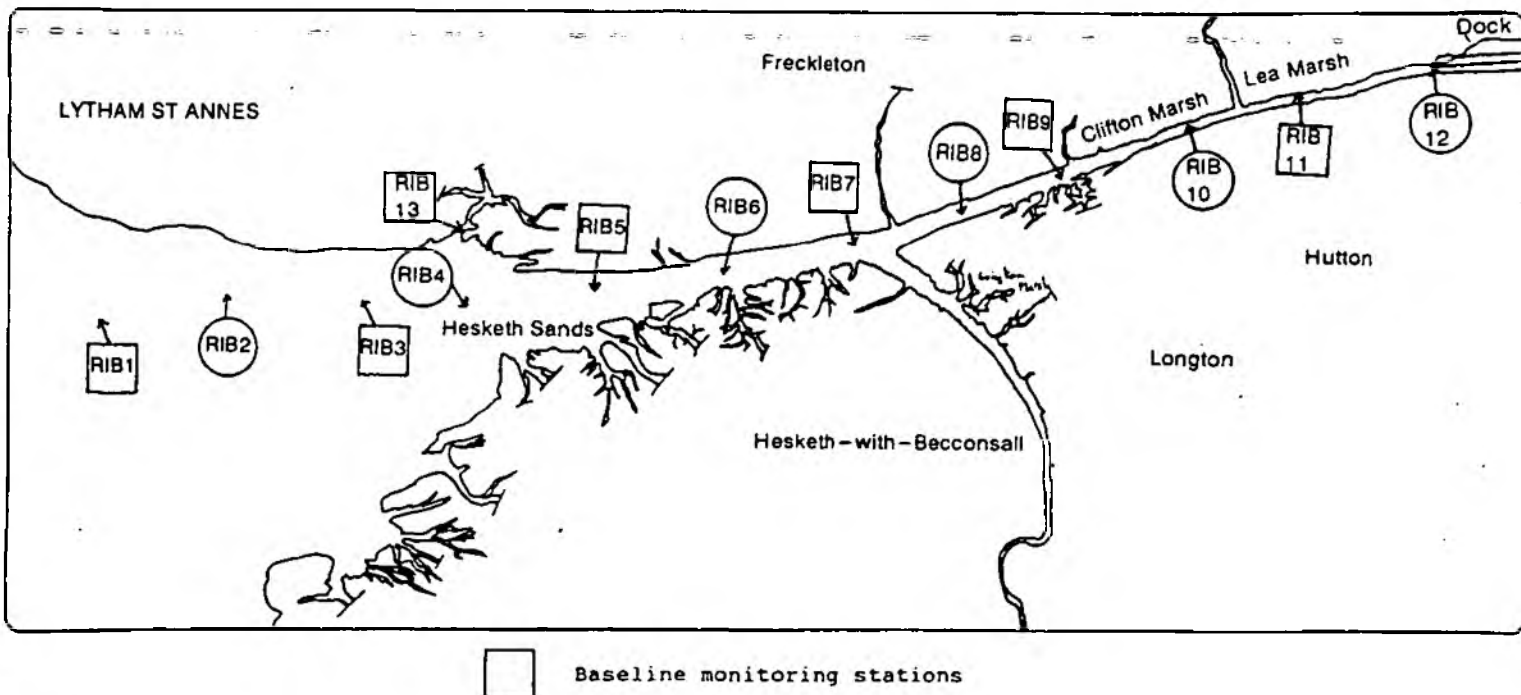 Dock
Freckleton
Lea Marsh
LYTHAM ST ANNES
Clifton Marsh
RIB
12
RIB9
RIB
11
RIB8
RIB
10
RIB
13
RIB7
RIB6
RIB5
Hutton
RIB4
Marsh
Hesketh Sands
RIB1
RIB2
RIB3
Longton
Hesketh-with-Becconsall
Baseline monitoring stations